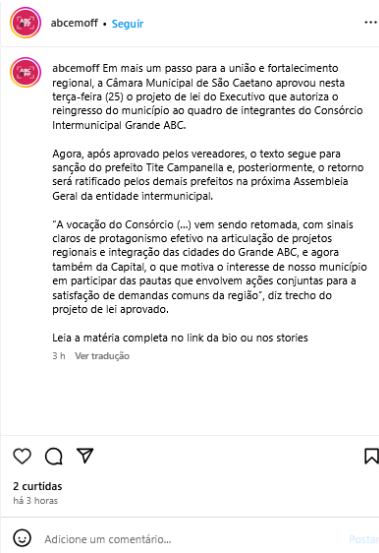 abcemoff • Seguir
abcemoff Em mais um passo para a união e fortalecimento
regional, a Câmara Municipal de São Caetano aprovou nesta
terça-feira (25) o projeto de lei do Executivo que autoriza o
reingresso do município ao quadro de integrantes do Consórcio
Intermunicipal Grande ABC.
Agora, após aprovado pelos vereadores, o texto segue para
sanção do prefeito Tite Campanella e, posteriormente, o retorno
será ratificado pelos demais prefeitos na próxima Assembleia
Geral da entidade intermunicipal.
"A vocação do Consórcio (...) vem sendo retomada, com sinais
claros de protagonismo efetivo na articulação de projetos
regionais e integração das cidades do Grande ABC, e agora
também da Capital, o que motiva o interesse de nosso município
em participar das pautas que envolvem ações conjuntas para a
satisfação de demandas comuns da região", diz trecho do
projeto de lei aprovado.
Leia a matéria completa no link da bio ou nos stories
3 h Ver tradução
2 curtidas
há 3 horas
Adicione um comentário...
Postar